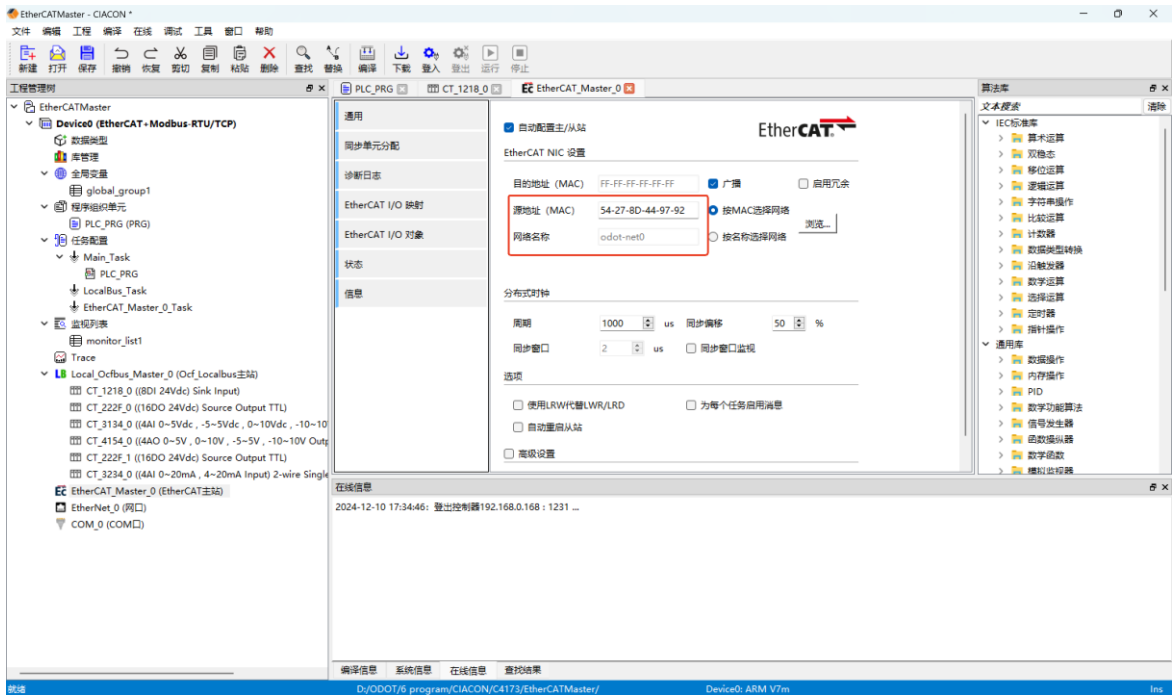 EtherCATMaster - CIACON *
文件 编辑 工程 编译 在线 调试 工具 窗口 帮助
新建 打开 保存 撤销 恢复 剪切 复制 粘贴 删除 查找 替换 编译 下载 登入 登出 运行 停止
工程管理树
EtherCATMaster
Device0 (EtherCAT+Modbus-RTU/TCP)
数据类型
库管理
全局变量
global_group1
程序组织单元
PLC_PRG (PRG)
任务配置
Main_Task
PLC_PRG
LocalBus_Task
EtherCAT_Master_0_Task
监视列表
monitor_list1
Trace
LB Local_Ocfbus_Master_0 (Ocf_Localbus主站)
CT_1218_0 ((8DI 24Vdc) Sink Input)
CT_222F_0 ((16DO 24Vdc) Source Output TTL)
CT_3134_0 ((4AI 0~5Vdc , -5~5Vdc , 0~10Vdc , -10~10
CT_4154_0 ((4AO 0~5V , 0~10V , -5~5V , -10~10V Outp
CT_222F_1 ((16DO 24Vdc) Source Output TTL)
CT_3234_0 ((4AI 0~20mA , 4~20mA Input) 2-wire Single
EtherCAT_Master_0 (EtherCAT主站)
EtherNet_0 (网口)
COM_0 (COM口)
PLC_PRG CT_1218_0 EtherCAT_Master_0
通用
同步单元分配
诊断日志
EtherCAT I/O 映射
EtherCAT I/O 对象
状态
信息
自动配置主/从站
EtherCAT
EtherCAT NIC 设置
目的地址（MAC） FF-FF-FF-FF-FF-FF 广播 启用冗余
源地址（MAC） 54-27-8D-44-97-92 按MAC选择网络
浏览...
网络名称 odot-net0 按名称选择网络
分布式时钟
周期 1000 us 同步偏移 50 %
同步窗口 2 us 同步窗口监视
选项
使用LRW代替LWR/LRD 为每个任务启用消息
自动重启从站
高级设置
算法库
文本搜索 清除
IEC标准库
算术运算
双稳态
移位运算
逻辑运算
字符串操作
比较运算
计数器
数据类型转换
沿触发器
数学运算
选择运算
定时器
指针操作
通用库
数据操作
内存操作
PID
数学功能算法
信号发生器
函数操纵器
数学函数
模拟监视器
在线信息
2024-12-10 17:34:46: 登出控制器192.168.0.168 : 1231 ...
编译信息 系统信息 在线信息 查找结果
就绪 D:/ODOT/6 program/CIACON/C4173/EtherCATMaster/ Device0: ARM V7m Ins